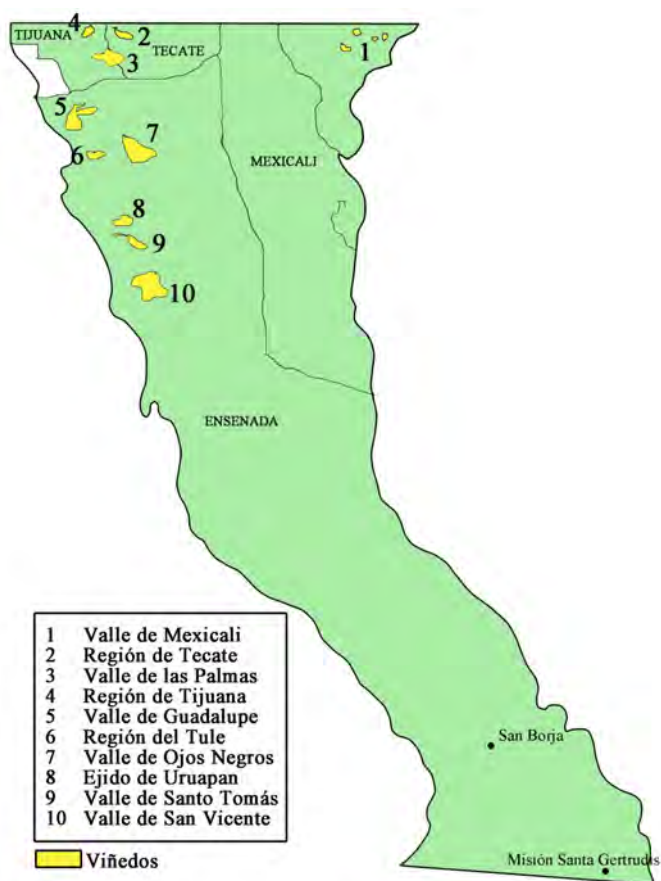 4
TIJUANA
2
TECATE
3
1
5
7
MEXICALI
6
8
9
10
ENSENADA
1 Valle de Mexicali
2 Región de Tecate
3 Valle de las Palmas
4 Región de Tijuana
5 Valle de Guadalupe
6 Región del Tule
7 Valle de Ojos Negros
8 Ejido de Uruapan
9 Valle de Santo Tomás
10 Valle de San Vicente
Viñedos
San Borja
Misión Santa Gertrudis